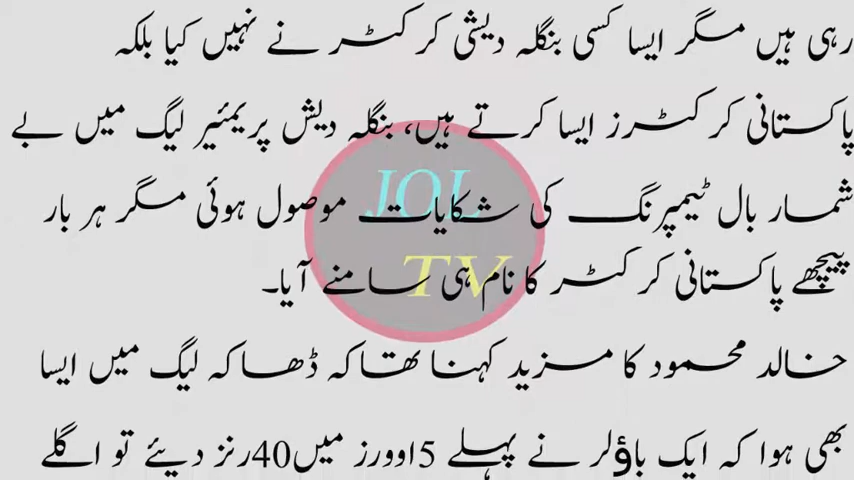 رہی ہیں مگر ایسا کسی بنگلہ دیشی کرکٹر نے نہیں کیا بلکہ
پاکستانی کرکٹرز ایسا کرتے ہیں، بنگلہ دیش پریمئیر لیگ میں بے
شمار بال ٹیمپرنگ کی شکایات موصول ہوئی مگر ہر بار
پیچھے پاکستانی کرکٹر کا نام ہی سامنے آیا۔
خالد محمود کا مزید کہنا تھا کہ ڈھاکہ لیگ میں ایسا
بھی ہوا کہ ایک باؤلر نے پہلے 5اوورز میں40رنز دیئے تو اگلے
JOL
TV